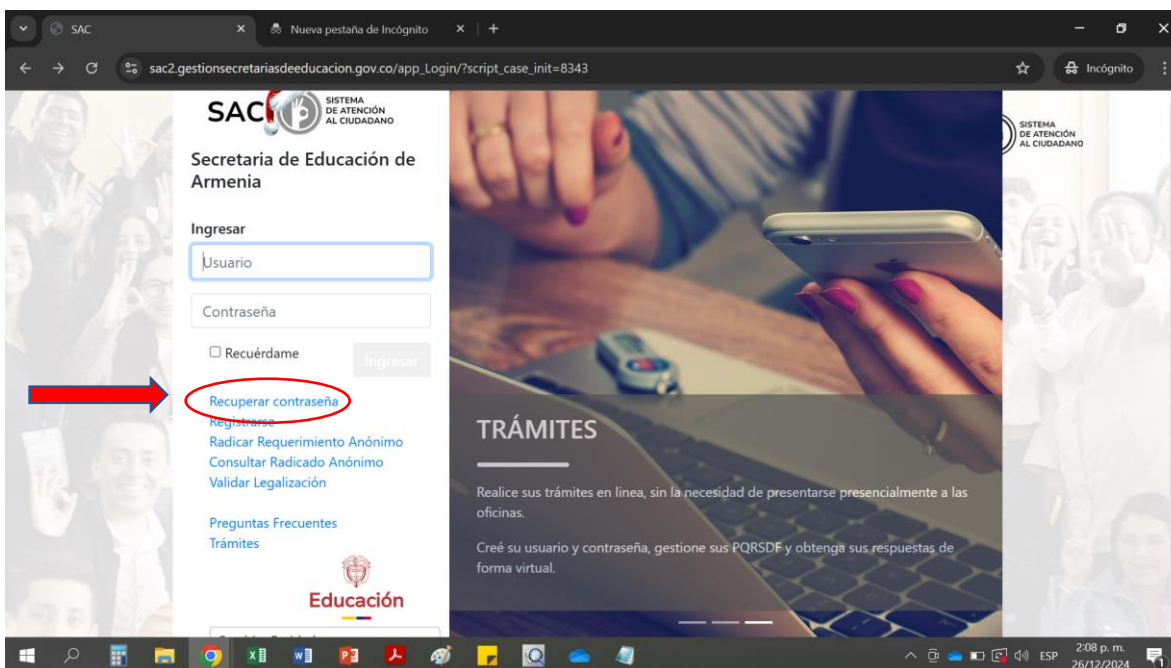 SAC
Nueva pestaña de Incógnito
sac2.gestionsecretariasdeeducacion.gov.co/app_Login/?script_case_init=8343
Incógnito
SAC
SISTEMA
DE ATENCIÓN
AL CIUDADANO
Secretaria de Educación de
Armenia
Ingresar
Usuario
Contraseña
Recuérdame
Ingresar
Recuperar contraseña
Registrarse
Radicar Requerimiento Anónimo
Consultar Radicado Anónimo
Validar Legalización
Preguntas Frecuentes
Trámites
Educación
TRÁMITES
Realice sus trámites en linea, sin la necesidad de presentarse presencialmente a las
oficinas.
Creé su usuario y contraseña, gestione sus PQRSDF y obtenga sus respuestas de
forma virtual.
SISTEMA
DE ATENCIÓN
AL CIUDADANO
ESP
2:08 p. m.
26/12/2024